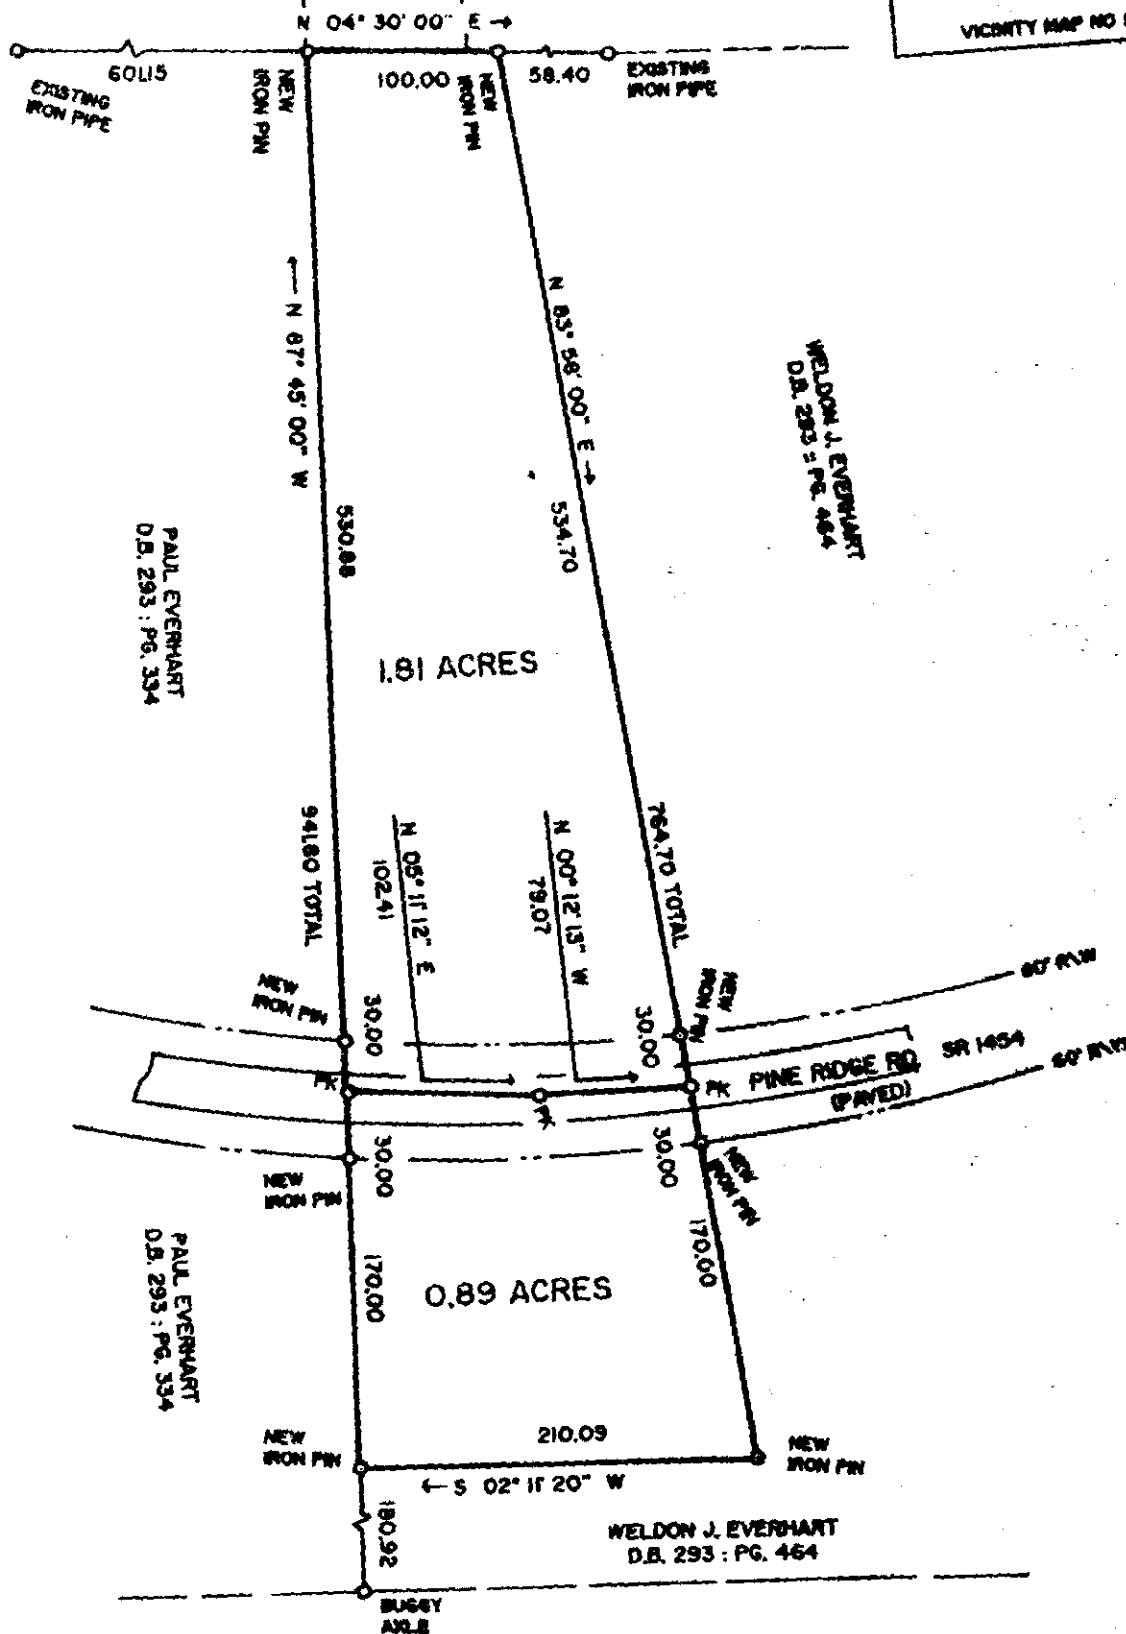 N 04° 30' 00" E →
VICINITY MAP NO
60L15
EXISTING
IRON PIPE
NEW
IRON PIN
100.00
NEW
IRON PIN
58.40
EXISTING
IRON PIPE
← N 87° 45' 00" W
530.88
941.80 TOTAL
N 83° 58' 00" E →
534.70
764.70 TOTAL
WELDON J. EVERHART
D.B. 293 : PG. 464
PAUL EVERHART
D.B. 293 : PG. 334
1.81 ACRES
N 05° 11' 12" E
102.41
N 00° 12' 13" W
79.07
NEW
IRON PIN
30.00
30.00
NEW
IRON PIN
60' R\W
PK
PK
PK
PINE RIDGE RD. SR 1454
(PAVED)
60' R\W
NEW
IRON PIN
30.00
30.00
NEW
IRON PIN
170.00
170.00
0.89 ACRES
PAUL EVERHART
D.B. 293 : PG. 334
NEW
IRON PIN
210.09
← S 02° 11' 20" W
NEW
IRON PIN
180.92
WELDON J. EVERHART
D.B. 293 : PG. 464
BUGGY
AXLE